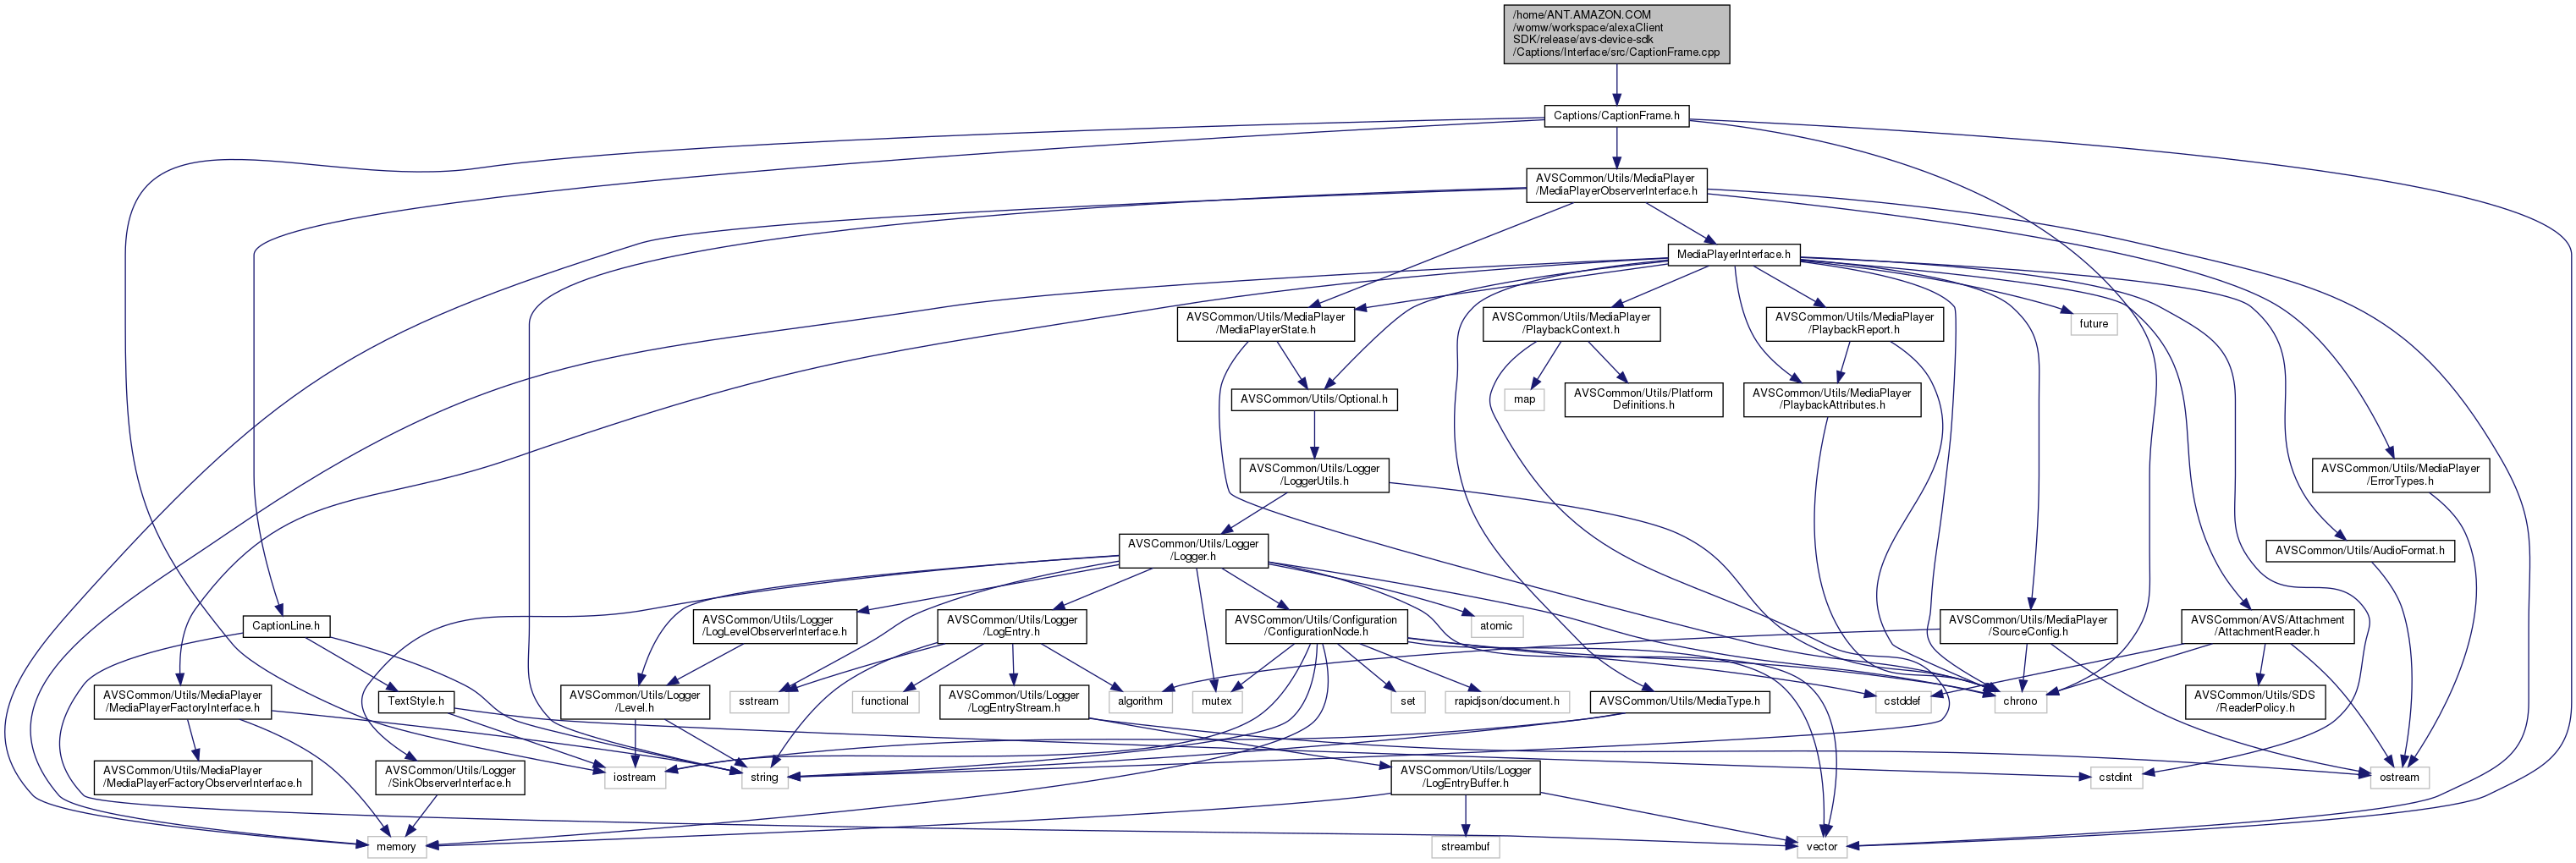 /home/ANT.AMAZON.COM
/womw/workspace/alexaClient
SDK/release/avs-device-sdk
/Captions/Interface/src/CaptionFrame.cpp
Captions/CaptionFrame.h
AVSCommon/Utils/MediaPlayer
/MediaPlayerObserverInterface.h
MediaPlayerInterface.h
AVSCommon/Utils/MediaPlayer
/MediaPlayerState.h
AVSCommon/Utils/MediaPlayer
/PlaybackContext.h
AVSCommon/Utils/MediaPlayer
/PlaybackReport.h
future
AVSCommon/Utils/Optional.h
map
AVSCommon/Utils/Platform
Definitions.h
AVSCommon/Utils/MediaPlayer
/PlaybackAttributes.h
AVSCommon/Utils/Logger
/LoggerUtils.h
AVSCommon/Utils/MediaPlayer
/ErrorTypes.h
AVSCommon/Utils/Logger
/Logger.h
AVSCommon/Utils/AudioFormat.h
CaptionLine.h
AVSCommon/Utils/Logger
/LogLevelObserverInterface.h
AVSCommon/Utils/Logger
/LogEntry.h
AVSCommon/Utils/Configuration
/ConfigurationNode.h
atomic
AVSCommon/Utils/MediaPlayer
/SourceConfig.h
AVSCommon/AVS/Attachment
/AttachmentReader.h
AVSCommon/Utils/MediaPlayer
/MediaPlayerFactoryInterface.h
TextStyle.h
AVSCommon/Utils/Logger
/Level.h
sstream
functional
AVSCommon/Utils/Logger
/LogEntryStream.h
algorithm
mutex
set
rapidjson/document.h
AVSCommon/Utils/MediaType.h
cstddef
chrono
AVSCommon/Utils/SDS
/ReaderPolicy.h
AVSCommon/Utils/MediaPlayer
/MediaPlayerFactoryObserverInterface.h
AVSCommon/Utils/Logger
/SinkObserverInterface.h
iostream
string
AVSCommon/Utils/Logger
/LogEntryBuffer.h
cstdint
ostream
memory
streambuf
vector